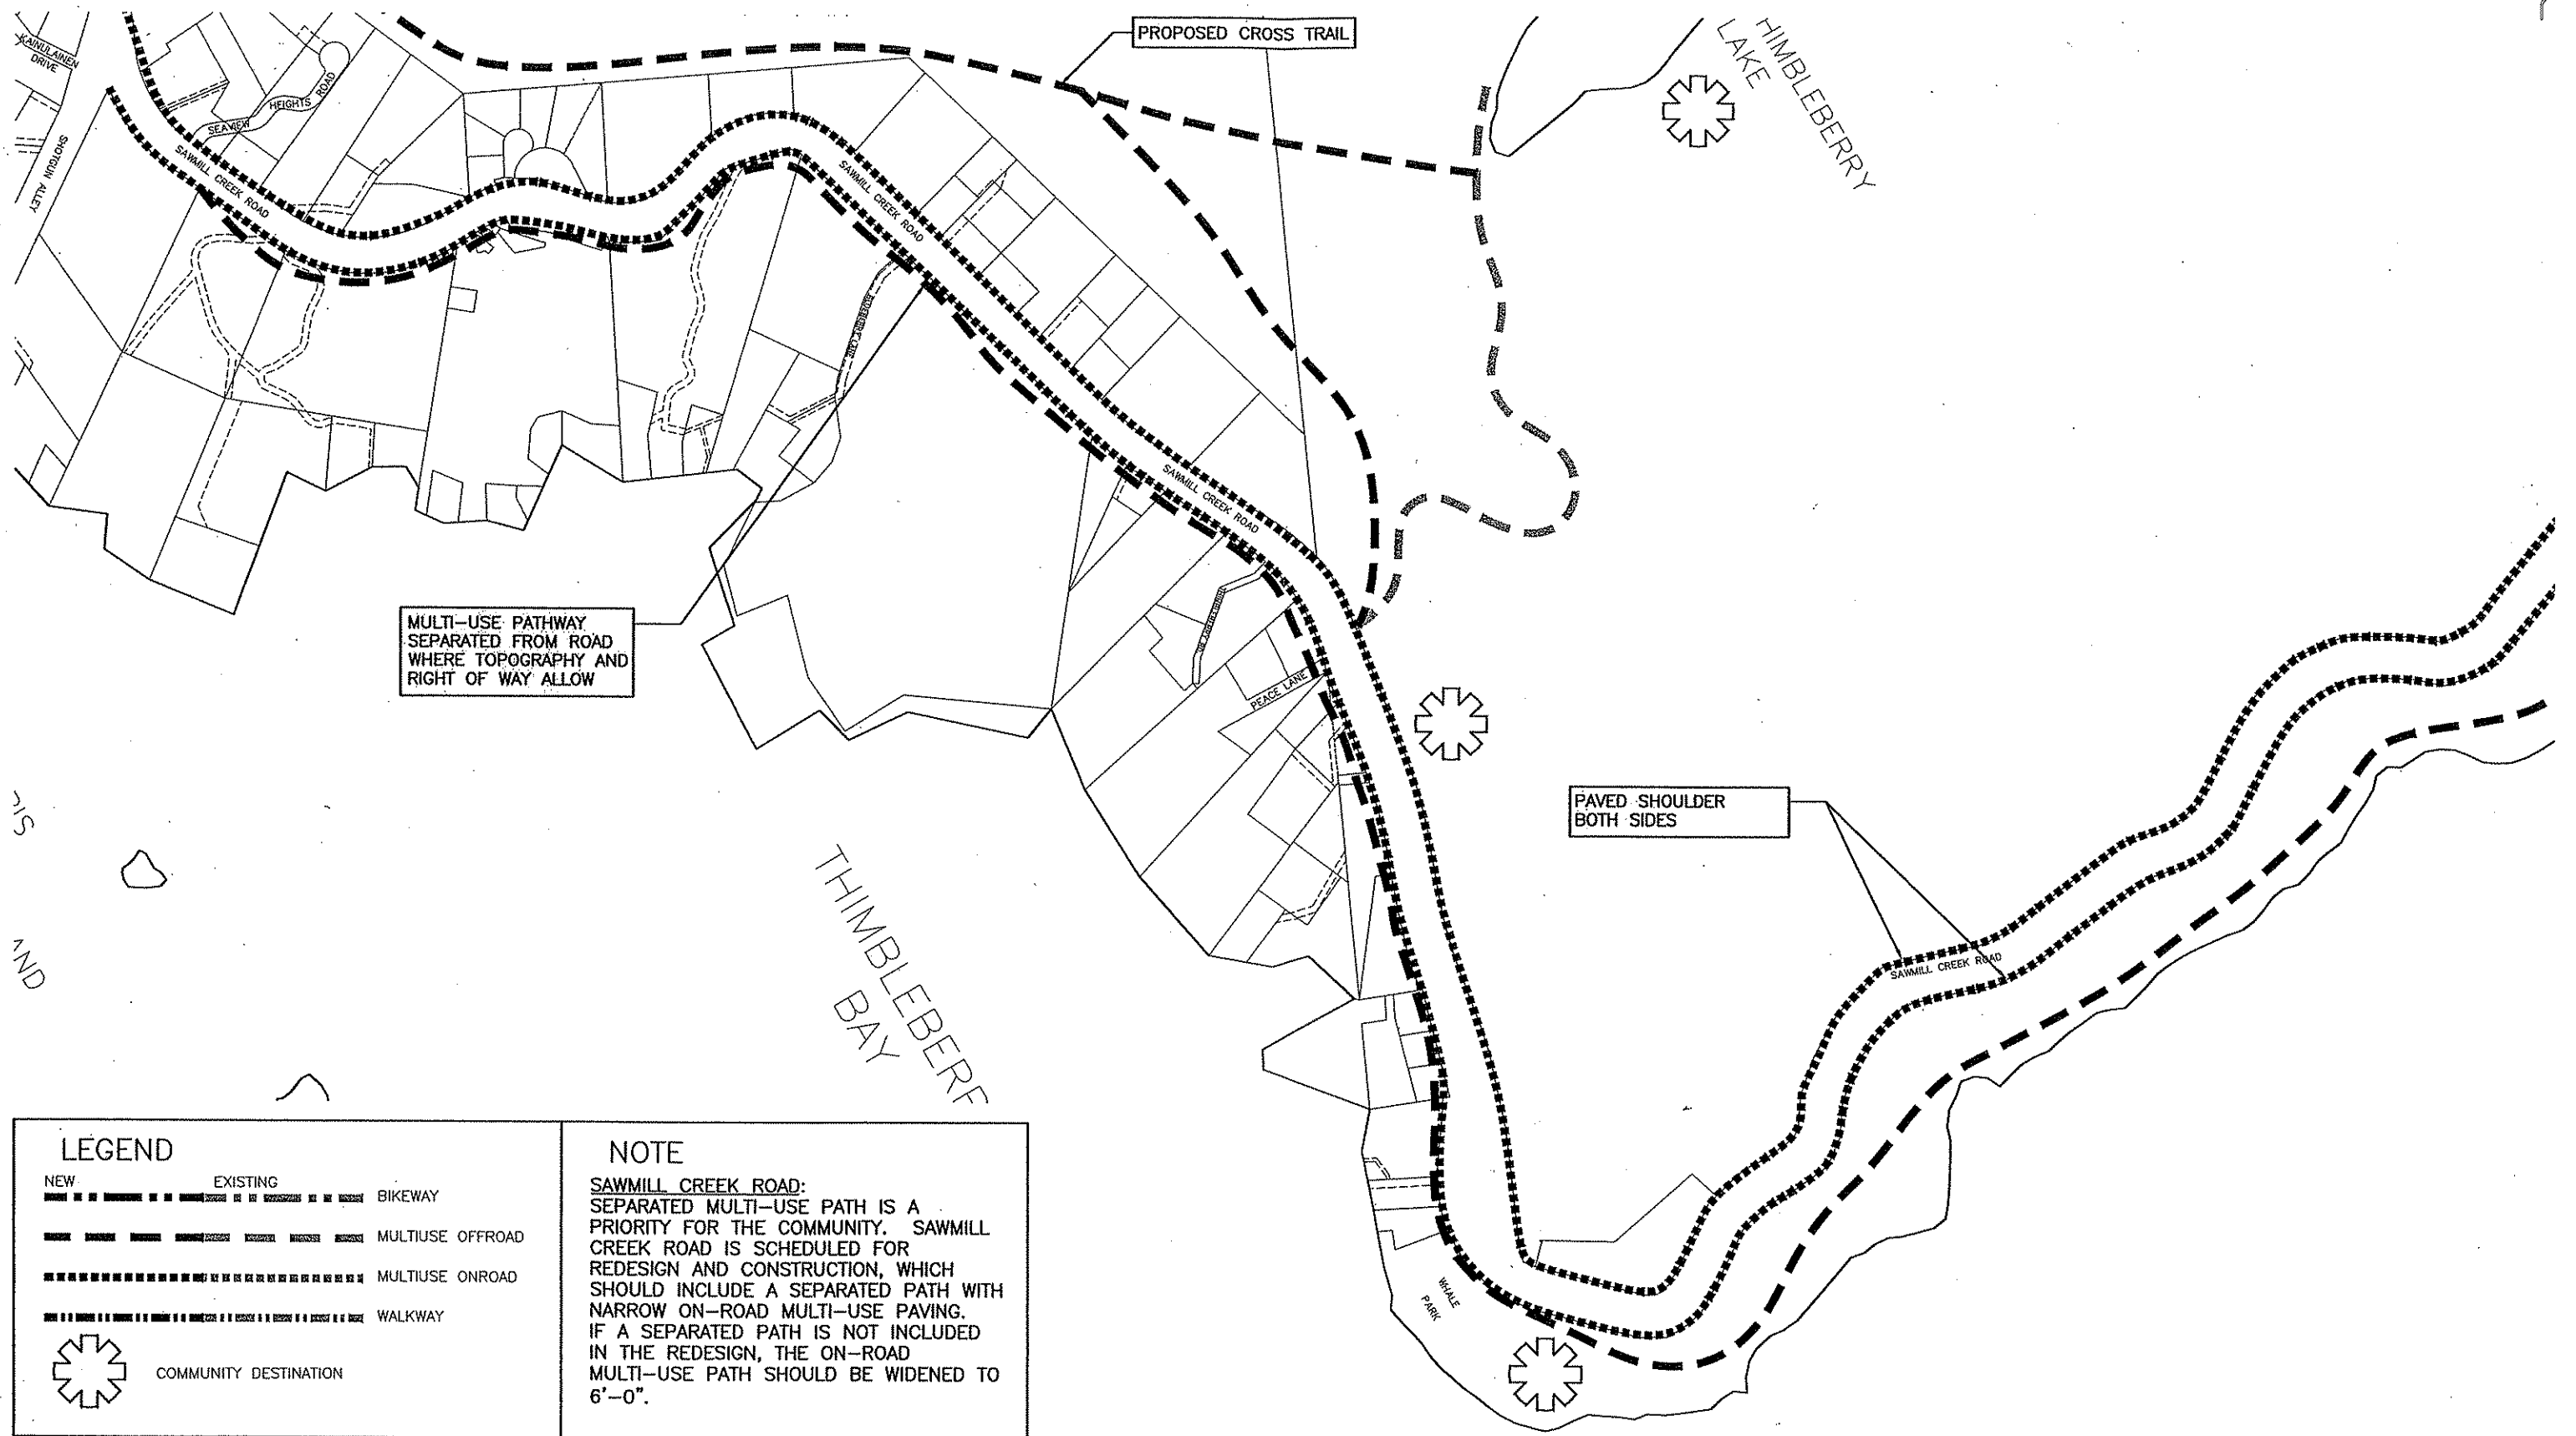 PROPOSED CROSS TRAIL
HIMBLEBERRY
LAKE
KAINULAINEN
DRIVE
SEAVIEW HEIGHTS ROAD
SHOTGUN ALLEY
SAWMILL CREEK ROAD
SAWMILL CREEK ROAD
SAWMILL CREEK ROAD
MULTI-USE PATHWAY
SEPARATED FROM ROAD
WHERE TOPOGRAPHY AND
RIGHT OF WAY ALLOW
PEACE LANE
PAVED SHOULDER
BOTH SIDES
SAWMILL CREEK ROAD
THIMBLEBERR
BAY
WHALE
PARK
LEGEND
NEW EXISTING
BIKEWAY
MULTIUSE OFFROAD
MULTIUSE ONROAD
WALKWAY
COMMUNITY DESTINATION
NOTE
SAWMILL CREEK ROAD:
SEPARATED MULTI-USE PATH IS A
PRIORITY FOR THE COMMUNITY. SAWMILL
CREEK ROAD IS SCHEDULED FOR
REDESIGN AND CONSTRUCTION, WHICH
SHOULD INCLUDE A SEPARATED PATH WITH
NARROW ON-ROAD MULTI-USE PAVING.
IF A SEPARATED PATH IS NOT INCLUDED
IN THE REDESIGN, THE ON-ROAD
MULTI-USE PATH SHOULD BE WIDENED TO
6'-0".